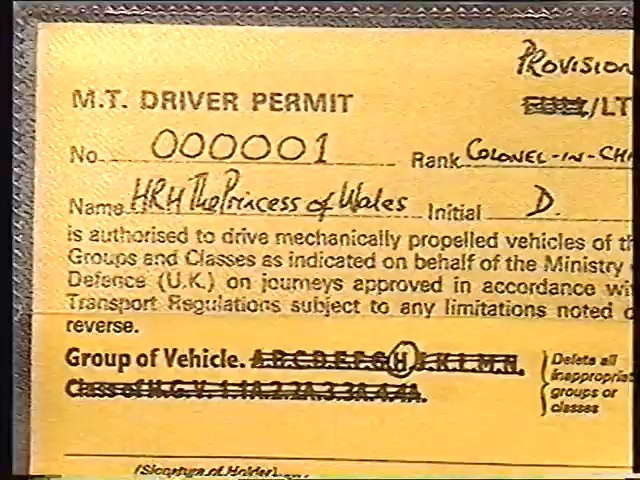 PROVISION
M.T. DRIVER PERMIT
FULL/LT
No. 000001 Rank COLONEL-IN-CH
Name HRH The Princess of Wales Initial D.
is authorised to drive mechanically propelled vehicles of th
Groups and Classes as indicated on behalf of the Ministry
Defence (U.K.) on journeys approved in accordance wi
Transport Regulations subject to any limitations noted o
reverse.
Group of Vehicle. A.B.C.D.E.F.G.H.J.K.L.M.N. Delete all
inappropria
groups or
classes
Class of H.G.V. 1.1A.2.2A.3.3A.4.4A.
(Signature of Holder)